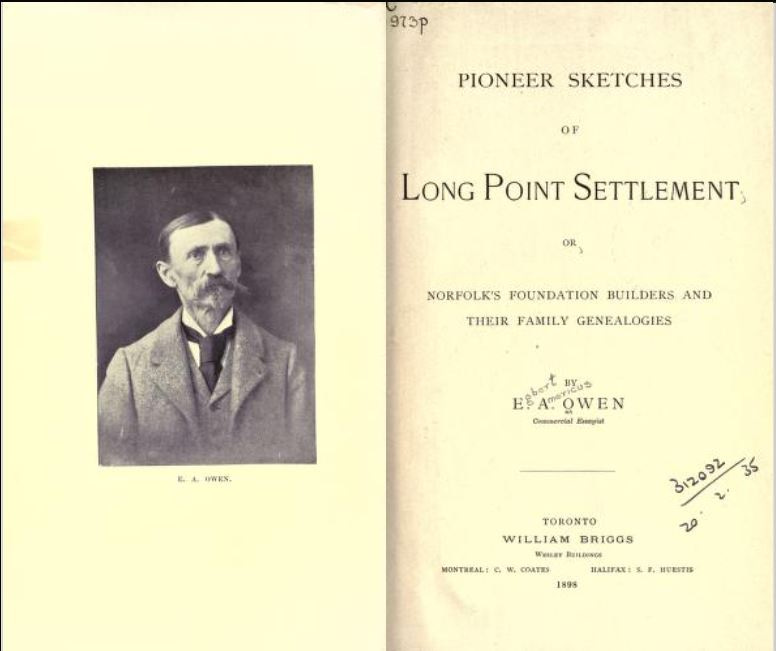 E. A. OWEN.
973p
PIONEER SKETCHES
OF
LONG POINT SETTLEMENT
OR
NORFOLK'S FOUNDATION BUILDERS AND
THEIR FAMILY GENEALOGIES
BY
egbert americus
E. A. OWEN
Commercial Essayist
312092
20. 2. 35
TORONTO
WILLIAM BRIGGS
WESLEY BUILDINGS
MONTREAL: C. W. COATES HALIFAX: S. F. HUESTIS
1898